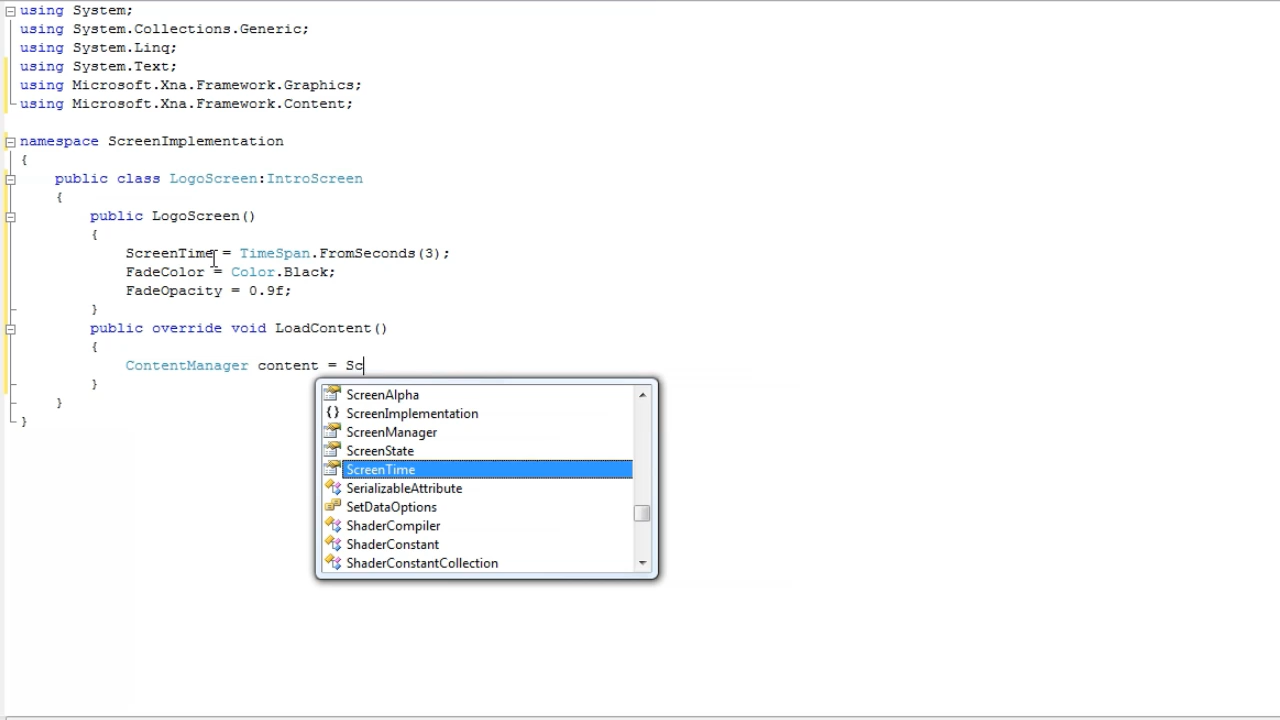 using System;
using System.Collections.Generic;
using System.Linq;
using System.Text;
using Microsoft.Xna.Framework.Graphics;
using Microsoft.Xna.Framework.Content;
namespace ScreenImplementation
{
public class LogoScreen:IntroScreen
{
public LogoScreen()
{
ScreenTime = TimeSpan.FromSeconds(3);
FadeColor = Color.Black;
FadeOpacity = 0.9f;
}
public override void LoadContent()
{
ContentManager content = Sc
}
}
}
ScreenAlpha
{} ScreenImplementation
ScreenManager
ScreenState
ScreenTime
SerializableAttribute
SetDataOptions
ShaderCompiler
ShaderConstant
ShaderConstantCollection